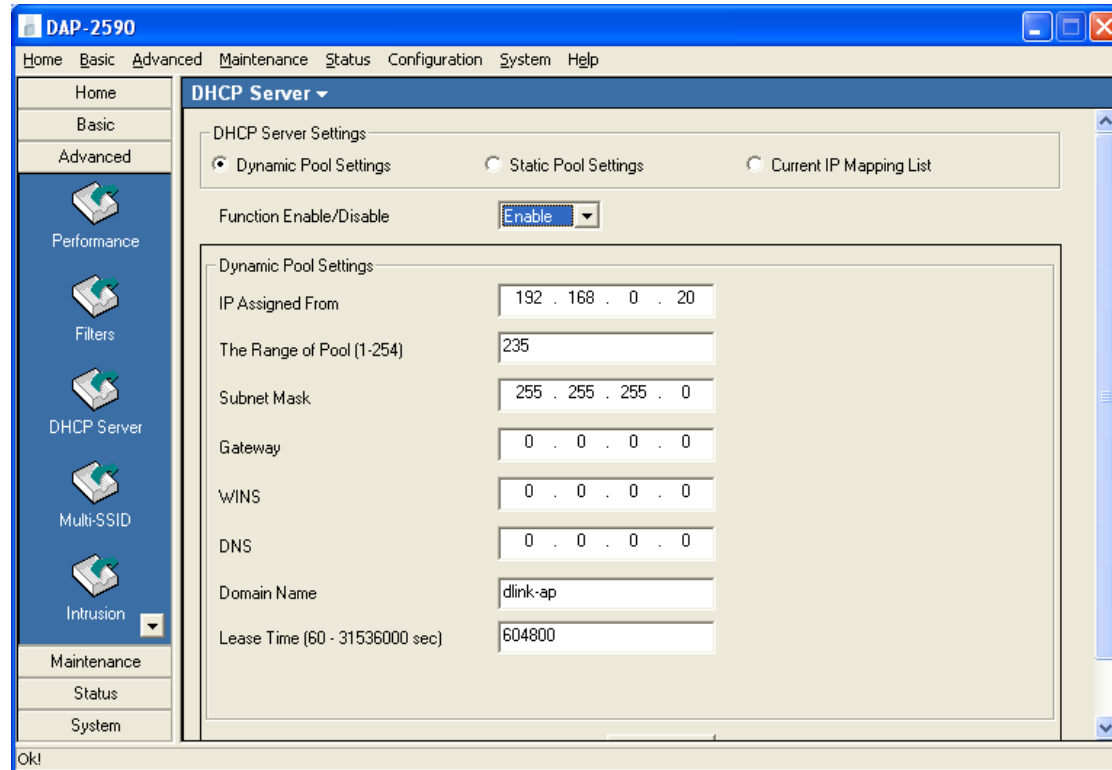 DAP-2590
Home Basic Advanced Maintenance Status Configuration System Help
Home
Basic
Advanced
Performance
Filters
DHCP Server
Multi-SSID
Intrusion
Maintenance
Status
System
DHCP Server
DHCP Server Settings
Dynamic Pool Settings Static Pool Settings Current IP Mapping List
Function Enable/Disable Enable
Dynamic Pool Settings
IP Assigned From 192 . 168 . 0 . 20
The Range of Pool (1-254) 235
Subnet Mask 255 . 255 . 255 . 0
Gateway 0 . 0 . 0 . 0
WINS 0 . 0 . 0 . 0
DNS 0 . 0 . 0 . 0
Domain Name dlink-ap
Lease Time (60 - 31536000 sec) 604800
Ok!